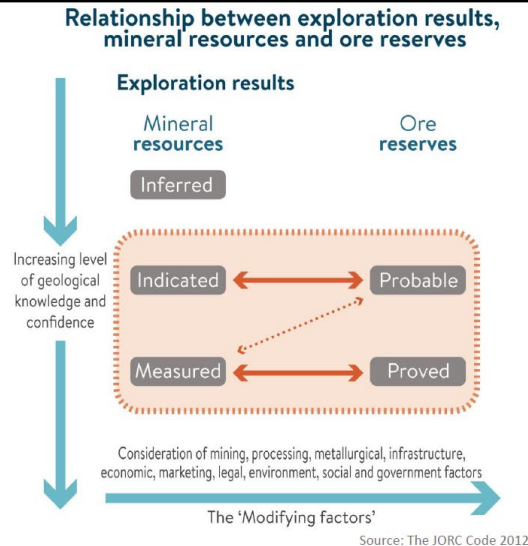 Relationship between exploration results,
mineral resources and ore reserves
Exploration results
Mineral
resources
Ore
reserves
Inferred
Increasing level
of geological
knowledge and
confidence
Indicated
Probable
Measured
Proved
Consideration of mining, processing, metallurgical, infrastructure,
economic, marketing, legal, environment, social and government factors
The ‘Modifying factors’
Source: The JORC Code 2012